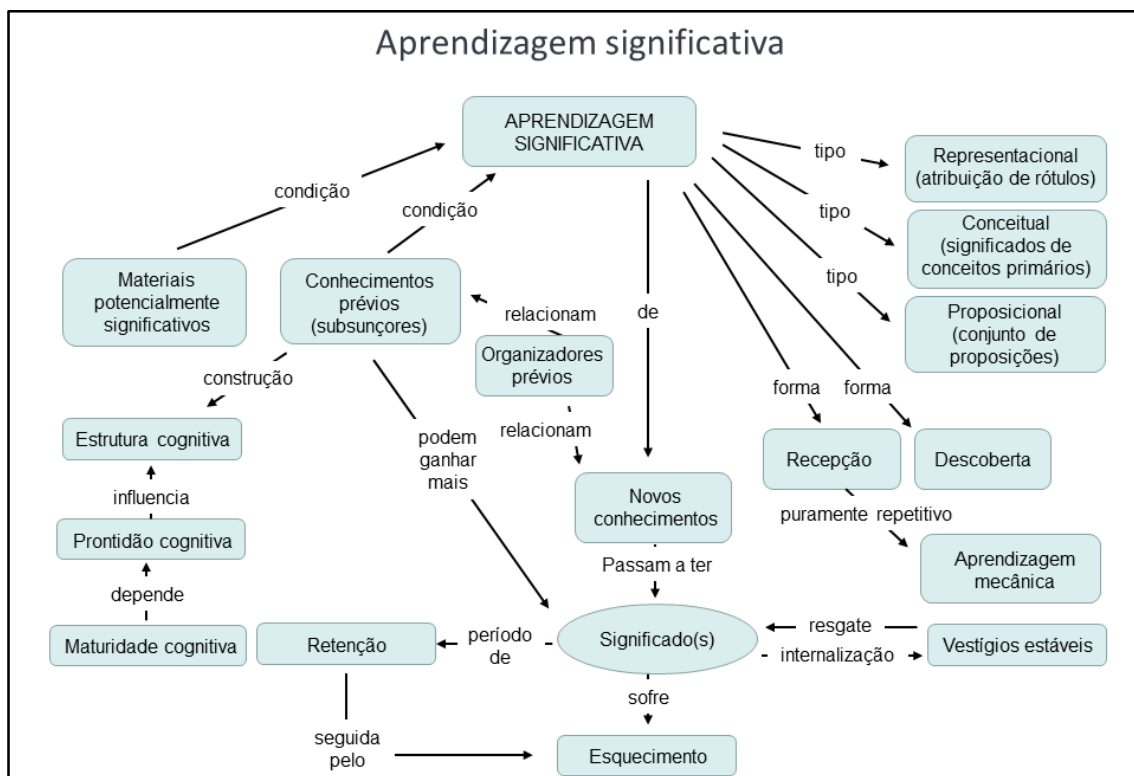 Aprendizagem significativa
APRENDIZAGEM
SIGNIFICATIVA
tipo
Representacional
(atribuição de rótulos)
condição
condição
tipo
Conceitual
(significados de
conceitos primários)
Materiais
potencialmente
significativos
Conhecimentos
prévios
(subsunçores)
relacionam
de
tipo
Proposicional
(conjunto de
proposições)
Organizadores
prévios
construção
forma
forma
Estrutura cognitiva
podem
ganhar
mais
relacionam
Recepção
Descoberta
influencia
Novos
conhecimentos
puramente repetitivo
Prontidão cognitiva
Passam a ter
Aprendizagem
mecânica
depende
Maturidade cognitiva
Retenção
período
de
Significado(s)
resgate
internalização
Vestígios estáveis
sofre
seguida
pelo
Esquecimento